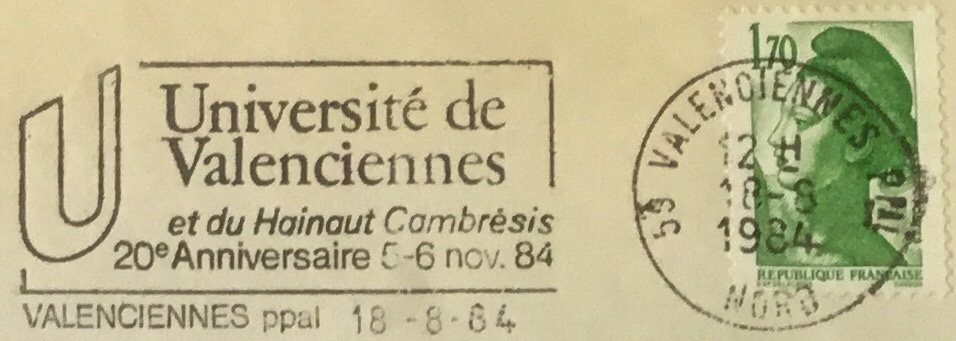 Université de
Valenciennes
et du Hainaut Cambrésis
20e Anniversaire 5-6 nov. 84
VALENCIENNES ppal 18 -8-84
1,70
59 VALENCIENNES
12 H
18-8
1984
NORD
REPUBLIQUE FRANÇAISE